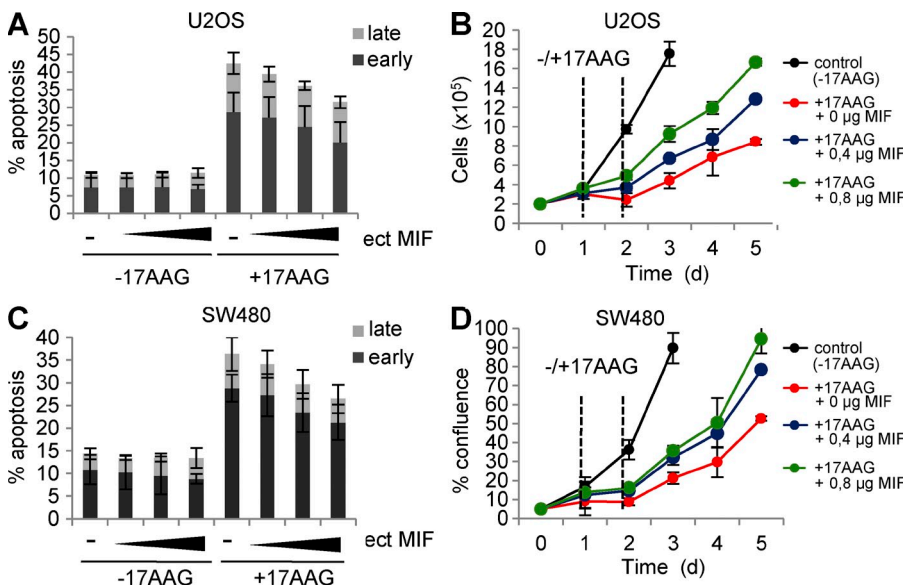 A
U2OS
late
early
% apoptosis
50
45
40
35
30
25
20
15
10
5
0
-
-
ect MIF
-17AAG
+17AAG
B
U2OS
-/+17AAG
Cells (x10⁵)
20
18
16
14
12
10
8
6
4
2
0
0 1 2 3 4 5
Time (d)
control
(-17AAG)
+17AAG
+ 0 µg MIF
+17AAG
+ 0,4 µg MIF
+17AAG
+ 0,8 µg MIF
C
SW480
late
early
% apoptosis
40
35
30
25
20
15
10
5
0
-
-
ect MIF
-17AAG
+17AAG
D
SW480
-/+17AAG
% confluence
100
90
80
70
60
50
40
30
20
10
0
0 1 2 3 4 5
Time (d)
control
(-17AAG)
+17AAG
+ 0 µg MIF
+17AAG
+ 0,4 µg MIF
+17AAG
+ 0,8 µg MIF